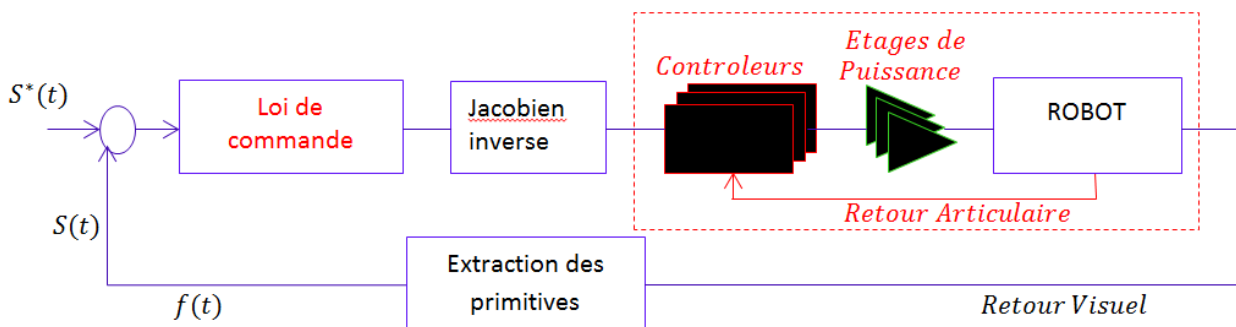 S*(t)
Loi de
commande
Jacobien
inverse
Controleurs
Etages de
Puissance
ROBOT
Retour Articulaire
S(t)
Extraction des
primitives
f(t)
Retour Visuel